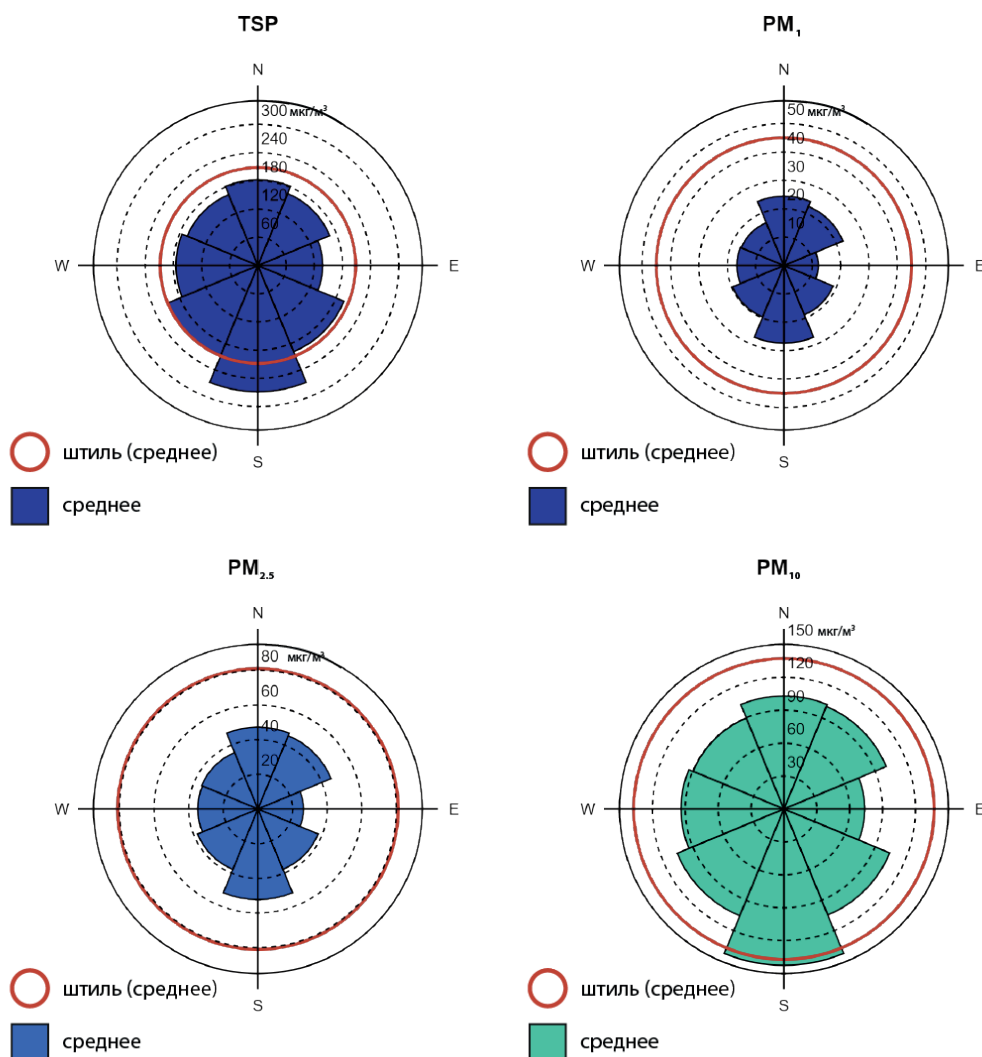 TSP
N
300 мкг/м³
240
180
120
60
W
E
S
штиль (среднее)
среднее
PM₁
N
50 мкг/м³
40
30
20
10
W
E
S
штиль (среднее)
среднее
PM₂.₅
N
80 мкг/м³
60
40
20
W
E
S
штиль (среднее)
среднее
PM₁₀
N
150 мкг/м³
120
90
60
30
W
E
S
штиль (среднее)
среднее